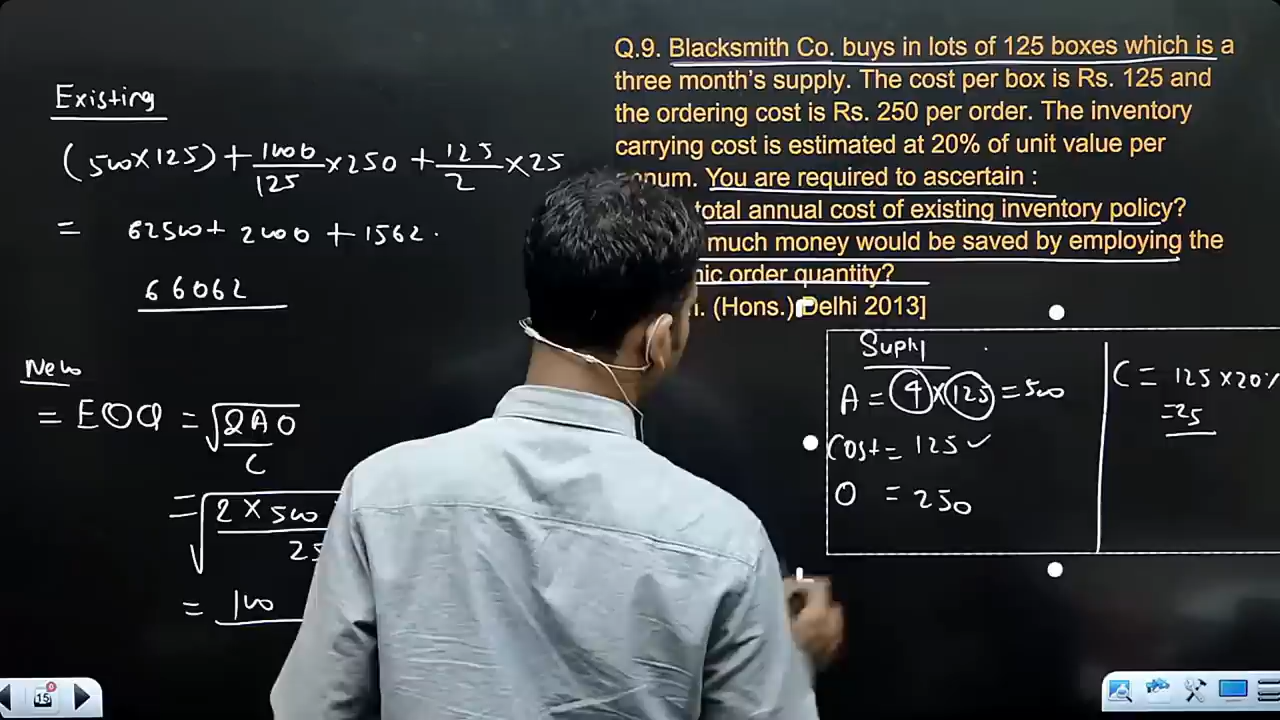 Q.9. Blacksmith Co. buys in lots of 125 boxes which is a
three month's supply. The cost per box is Rs. 125 and
the ordering cost is Rs. 250 per order. The inventory
carrying cost is estimated at 20% of unit value per
annum. You are required to ascertain :
total annual cost of existing inventory policy?
much money would be saved by employing the
order quantity?
(Hons.) Delhi 2013]
Existing
(500×125) + 1000/125 ×250 + 125/2 ×25
= 62500+ 2000 + 1562.
66062
New
= EOQ = √2AO/C
= √2 × 500 / 25
= 100
Suply
A = 4×125 = 500
Cost = 125✓
O = 250
C = 125×20%
=25
15